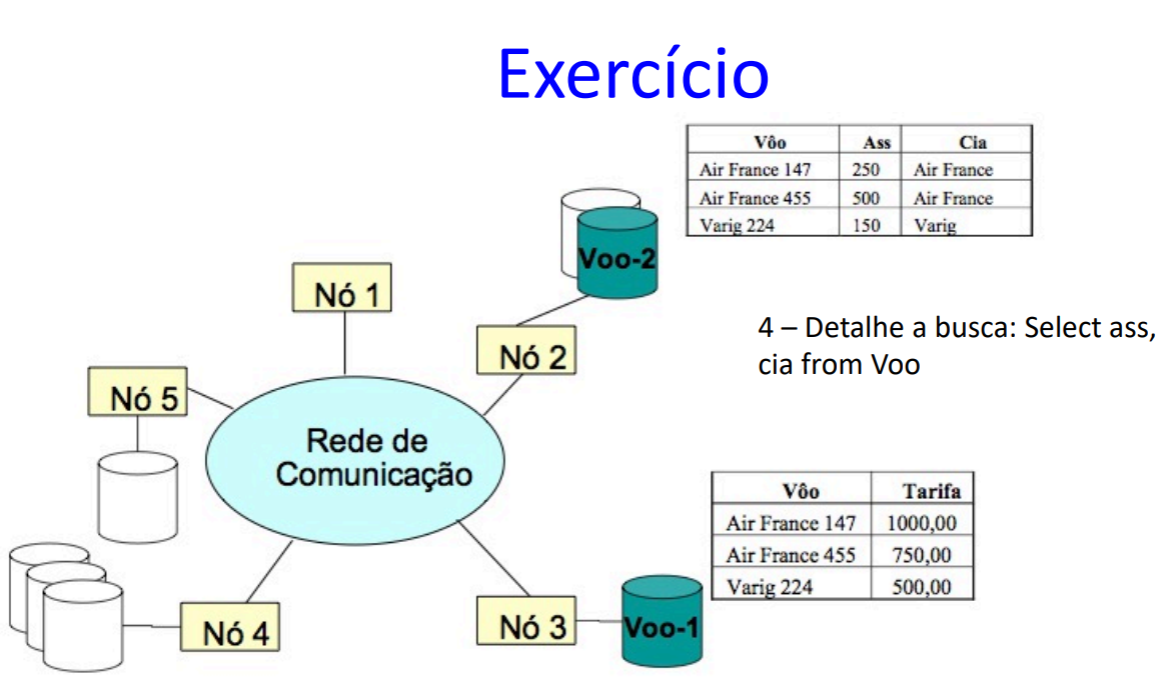 Exercício
Vôo Ass Cia
Air France 147 250 Air France
Air France 455 500 Air France
Varig 224 150 Varig
Voo-2
Nó 1
4 – Detalhe a busca: Select ass,
cia from Voo
Nó 2
Nó 5
Rede de
Comunicação
Vôo Tarifa
Air France 147 1000,00
Air France 455 750,00
Varig 224 500,00
Nó 4
Nó 3
Voo-1